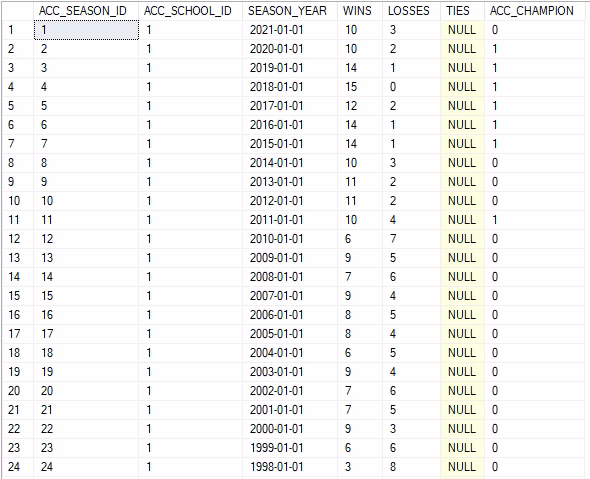 ACC_SEASON_ID ACC_SCHOOL_ID SEASON_YEAR WINS LOSSES TIES ACC_CHAMPION
1 1 1 2021-01-01 10 3 NULL 0
2 2 1 2020-01-01 10 2 NULL 1
3 3 1 2019-01-01 14 1 NULL 1
4 4 1 2018-01-01 15 0 NULL 1
5 5 1 2017-01-01 12 2 NULL 1
6 6 1 2016-01-01 14 1 NULL 1
7 7 1 2015-01-01 14 1 NULL 1
8 8 1 2014-01-01 10 3 NULL 0
9 9 1 2013-01-01 11 2 NULL 0
10 10 1 2012-01-01 11 2 NULL 0
11 11 1 2011-01-01 10 4 NULL 1
12 12 1 2010-01-01 6 7 NULL 0
13 13 1 2009-01-01 9 5 NULL 0
14 14 1 2008-01-01 7 6 NULL 0
15 15 1 2007-01-01 9 4 NULL 0
16 16 1 2006-01-01 8 5 NULL 0
17 17 1 2005-01-01 8 4 NULL 0
18 18 1 2004-01-01 6 5 NULL 0
19 19 1 2003-01-01 9 4 NULL 0
20 20 1 2002-01-01 7 6 NULL 0
21 21 1 2001-01-01 7 5 NULL 0
22 22 1 2000-01-01 9 3 NULL 0
23 23 1 1999-01-01 6 6 NULL 0
24 24 1 1998-01-01 3 8 NULL 0